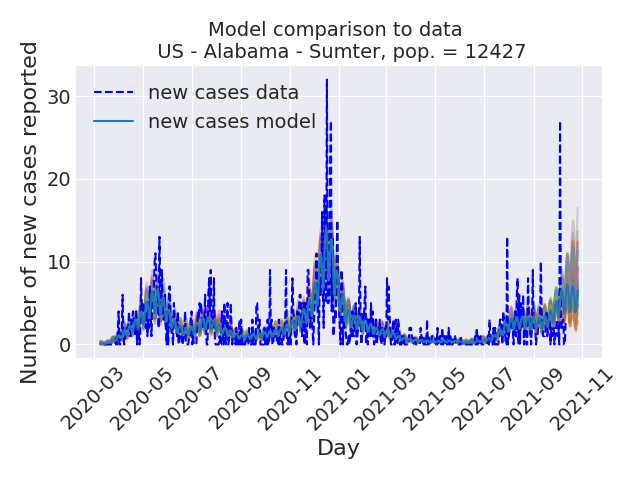 Model comparison to data
US - Alabama - Sumter, pop. = 12427
Number of new cases reported
30
20
10
0
new cases data
new cases model
2020-03
2020-05
2020-07
2020-09
2020-11
2021-01
2021-03
2021-05
2021-07
2021-09
2021-11
Day